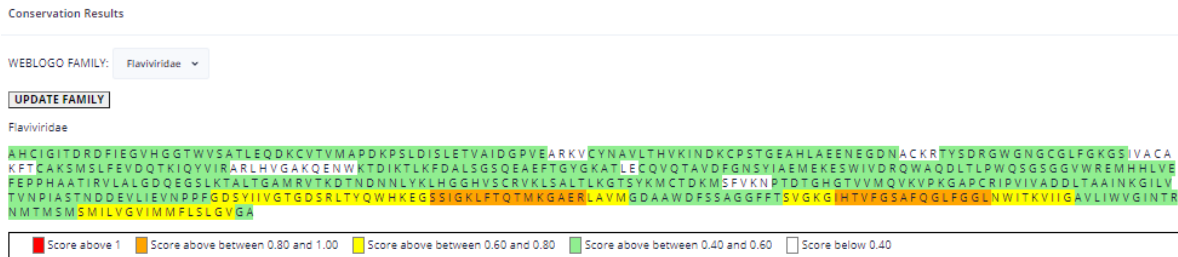 Conservation Results
WEBLOGO FAMILY: Flaviviridae
UPDATE FAMILY
Flaviviridae
AHCIGITDRDFIEGVHGGTWVSATLEQDKCVTVMAPDKPSLDISLETVAIDGPVEARKVCYNAVLTHVKINDKCPSTGEAHLAEENEGDNACKRTYSDRGWGNGCGLFGKGSIVACA
KFTCAKSMSLFEVDQTKIQYVIRARLHVGAKQENWKTDIKTLKFDALSGSQEAEFTGYGKATLECQVQTAVDFGNSYIAEMEKESWIVDRQWAQDLTLPWQSGSGGVWREMHHLVE
FEPPHAATIRVLALGDQEGSLKTALTGAMRVTKDTNDNNLYKLHGGHVSCRVKLSALTLKGTSYKMCTDKMSFVKNPTDTGHGTVVMQVKVPKGAPCRIPVIVADDLTAAINKGILV
TVNPIASTNDDEVLIEVNPPFGDSYIIVGTGDSRLTYQWHKEGSSIGKLFTQTMKGAERLAVMGDAAWDFSSAGGFFTSVGKGIHTVFGSAFQGLFGGLNWITKVIIGAVLIWVGINTR
NMTMSMSMILVGVIMMFLSLGVGA
Score above 1 Score above between 0.80 and 1.00 Score above between 0.60 and 0.80 Score above between 0.40 and 0.60 Score below 0.40